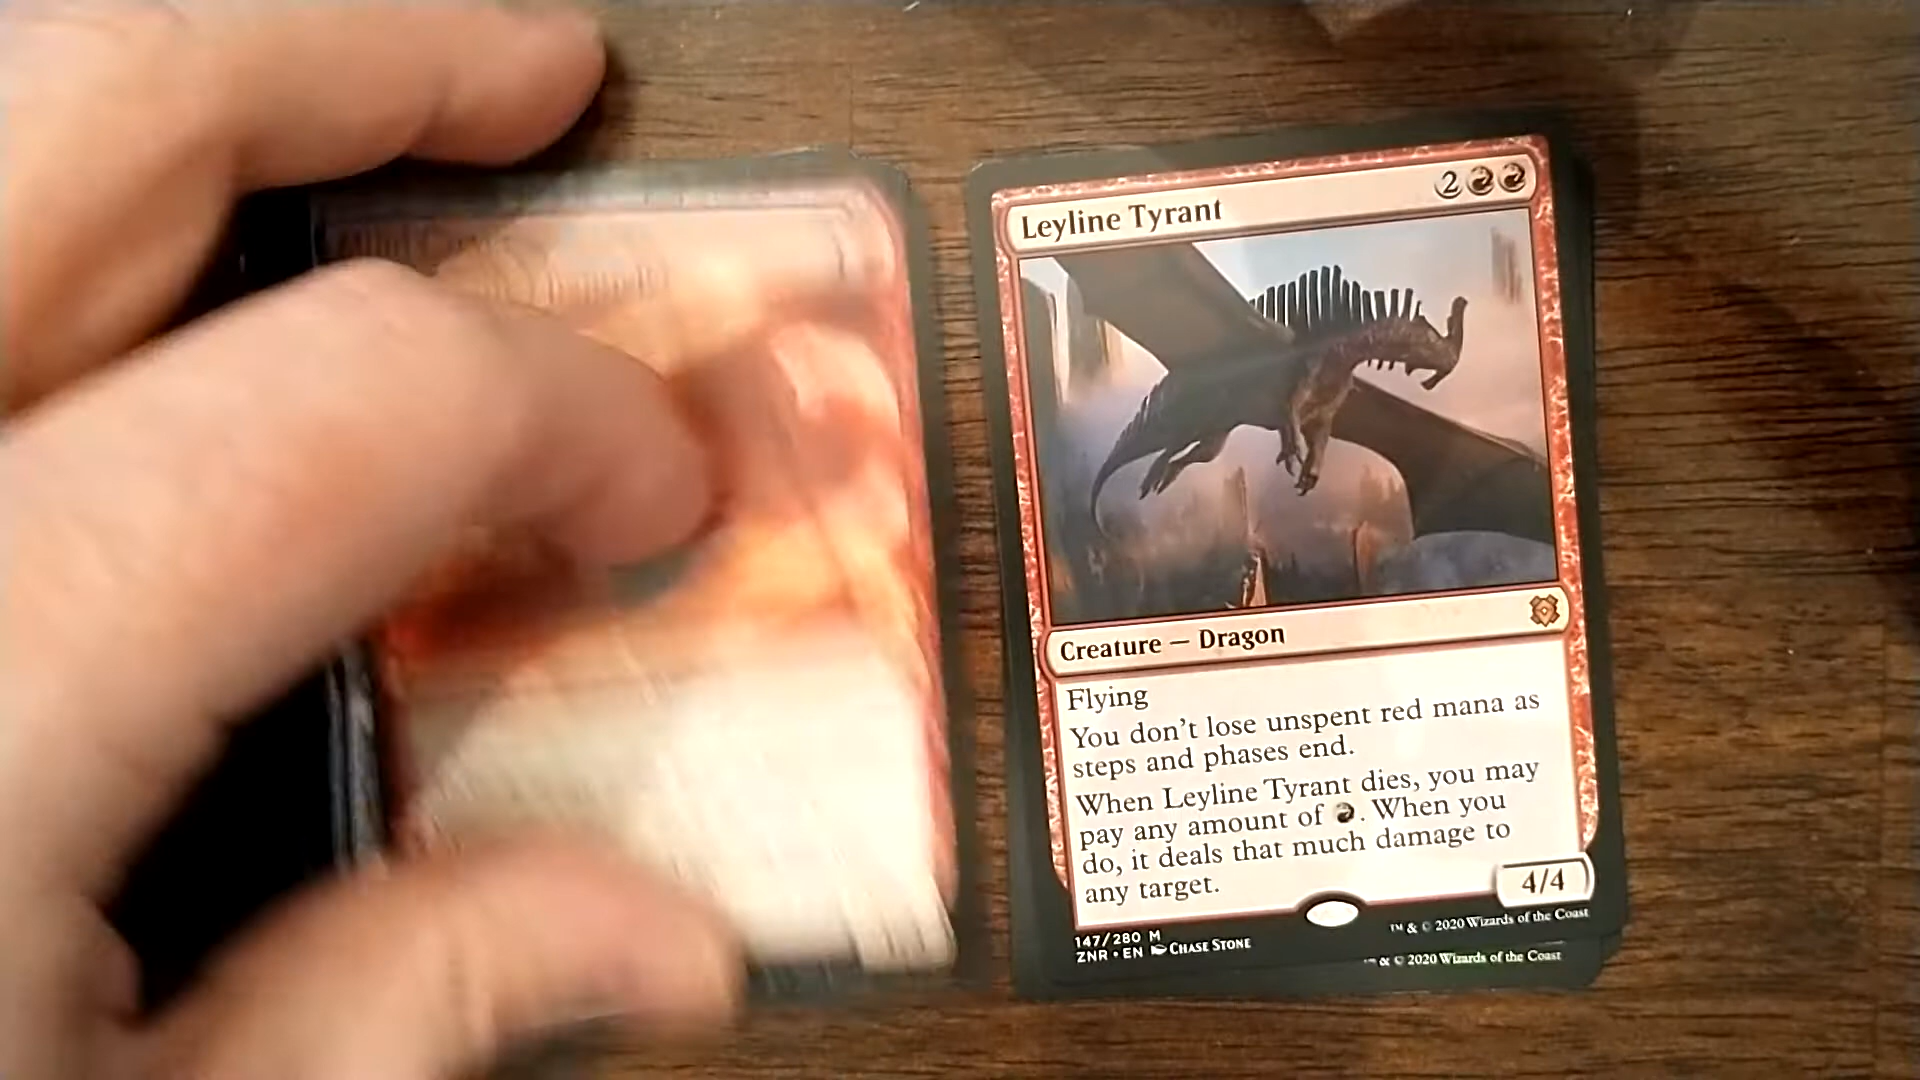 Leyline Tyrant
2
Creature — Dragon
Flying
You don't lose unspent red mana as
steps and phases end.
When Leyline Tyrant dies, you may
pay any amount of . When you
do, it deals that much damage to
any target.
4/4
147/280 M
ZNR • EN CHASE STONE
™ & © 2020 Wizards of the Coast
™ & © 2020 Wizards of the Coast